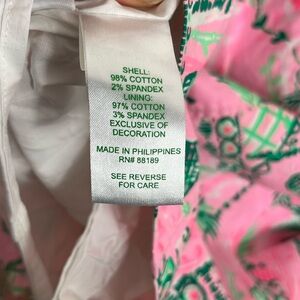 SHELL:
98% COTTON
2% SPANDEX
LINING:
97% COTTON
3% SPANDEX
EXCLUSIVE OF
DECORATION
MADE IN PHILIPPINES
RN# 88189
SEE REVERSE
FOR CARE